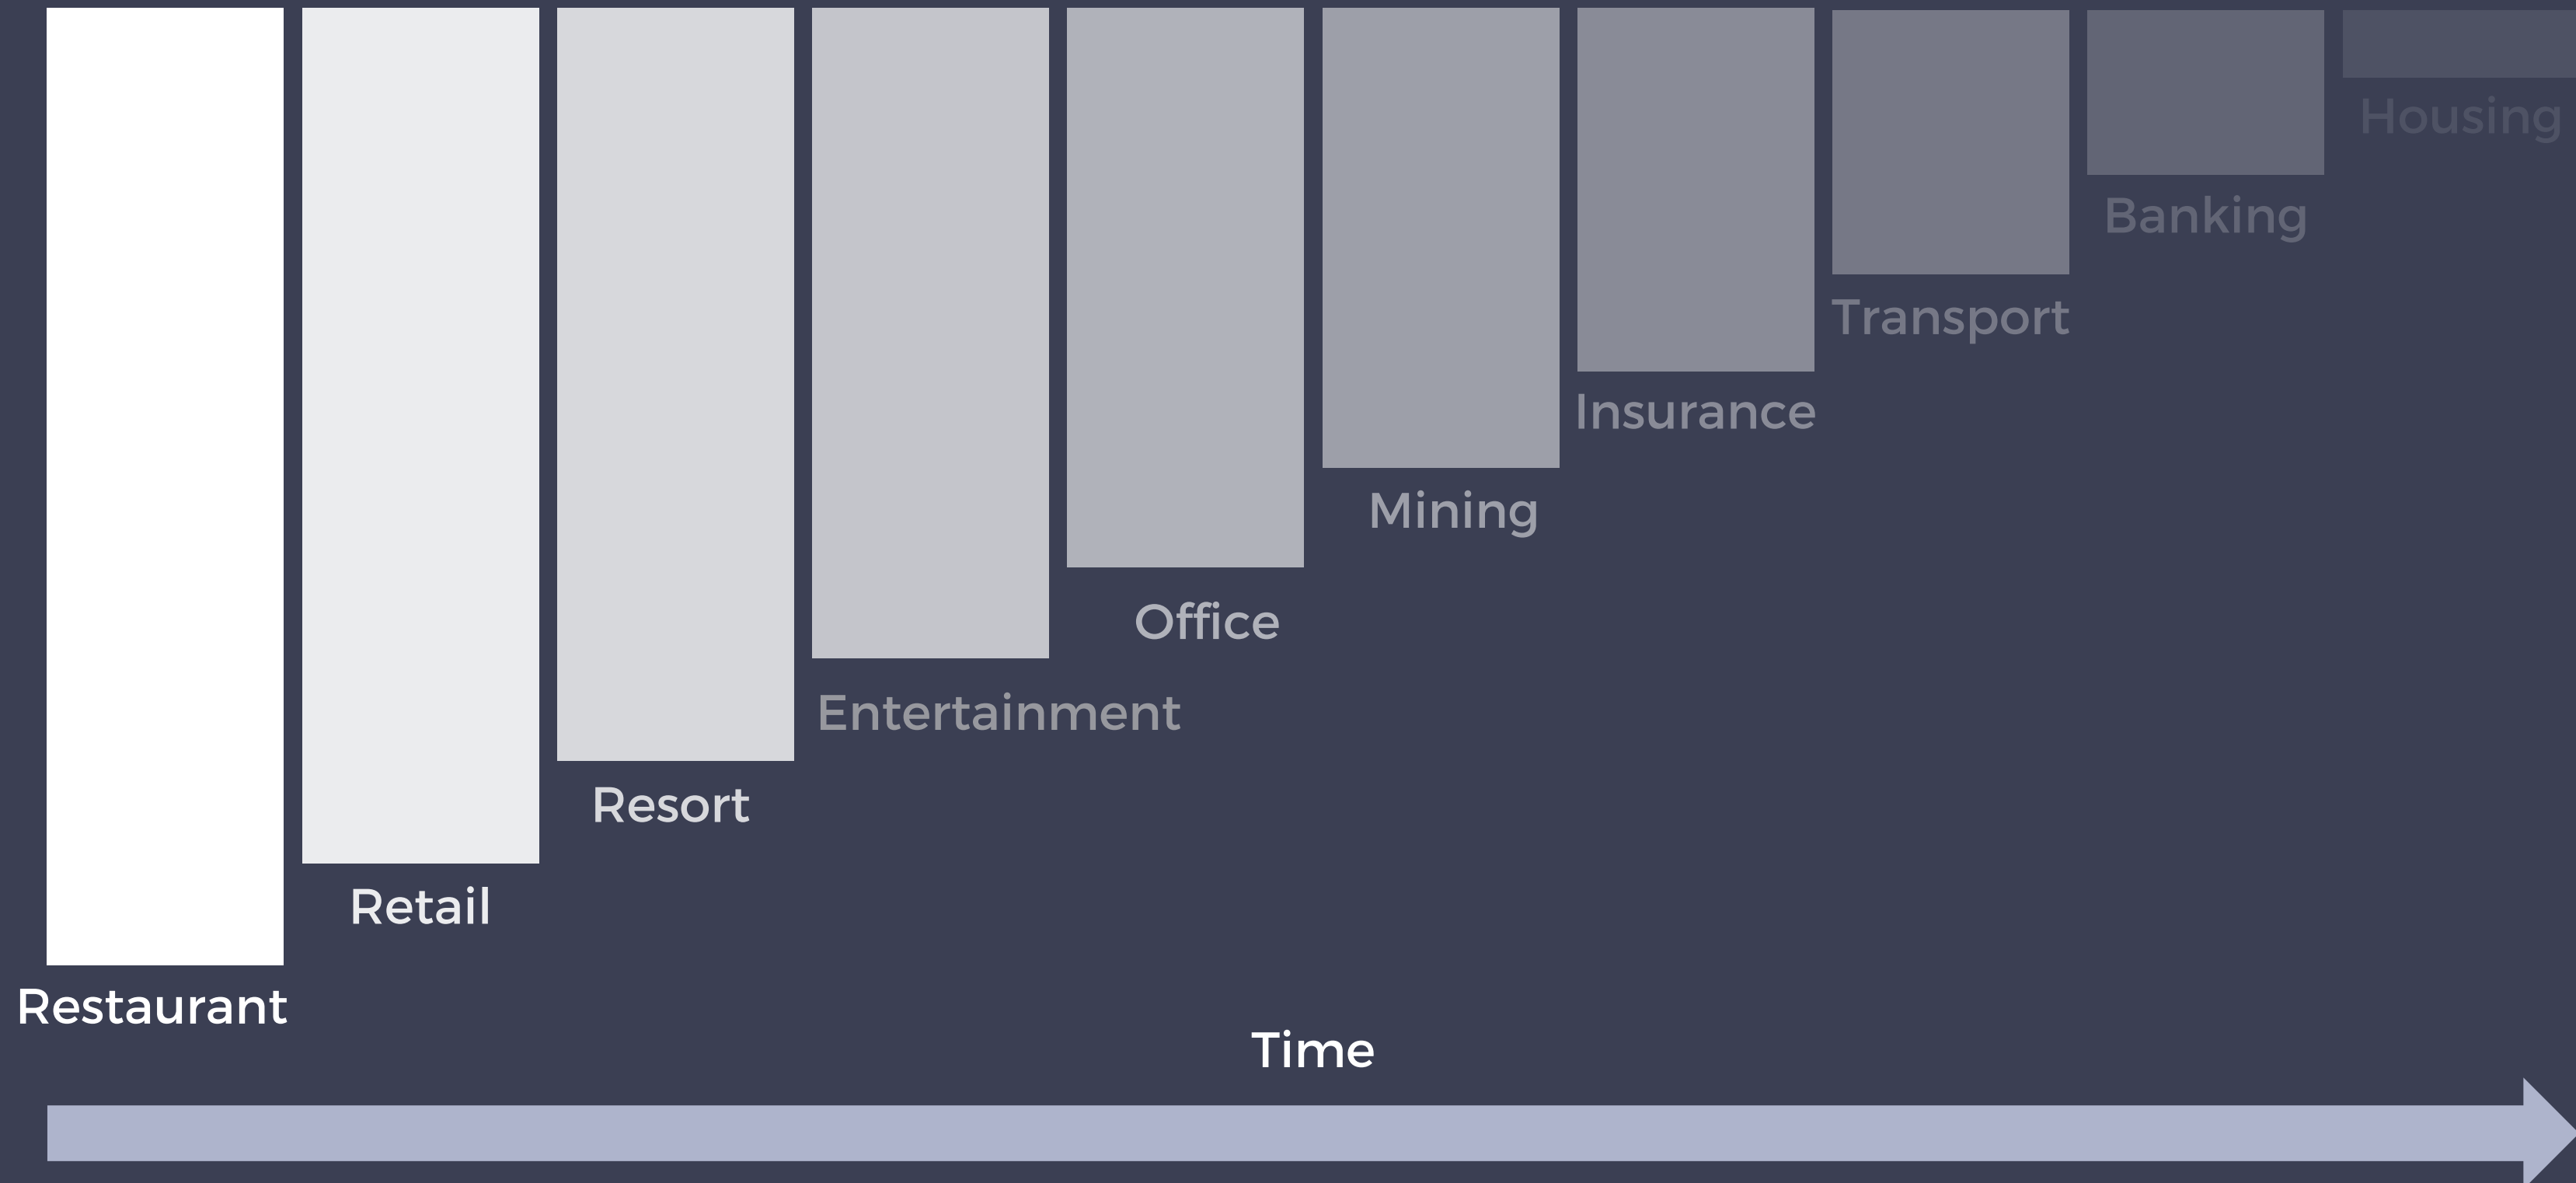 Housing
Banking
Transport
Insurance
Mining
Office
Entertainment
Resort
Retail
Restaurant
Time